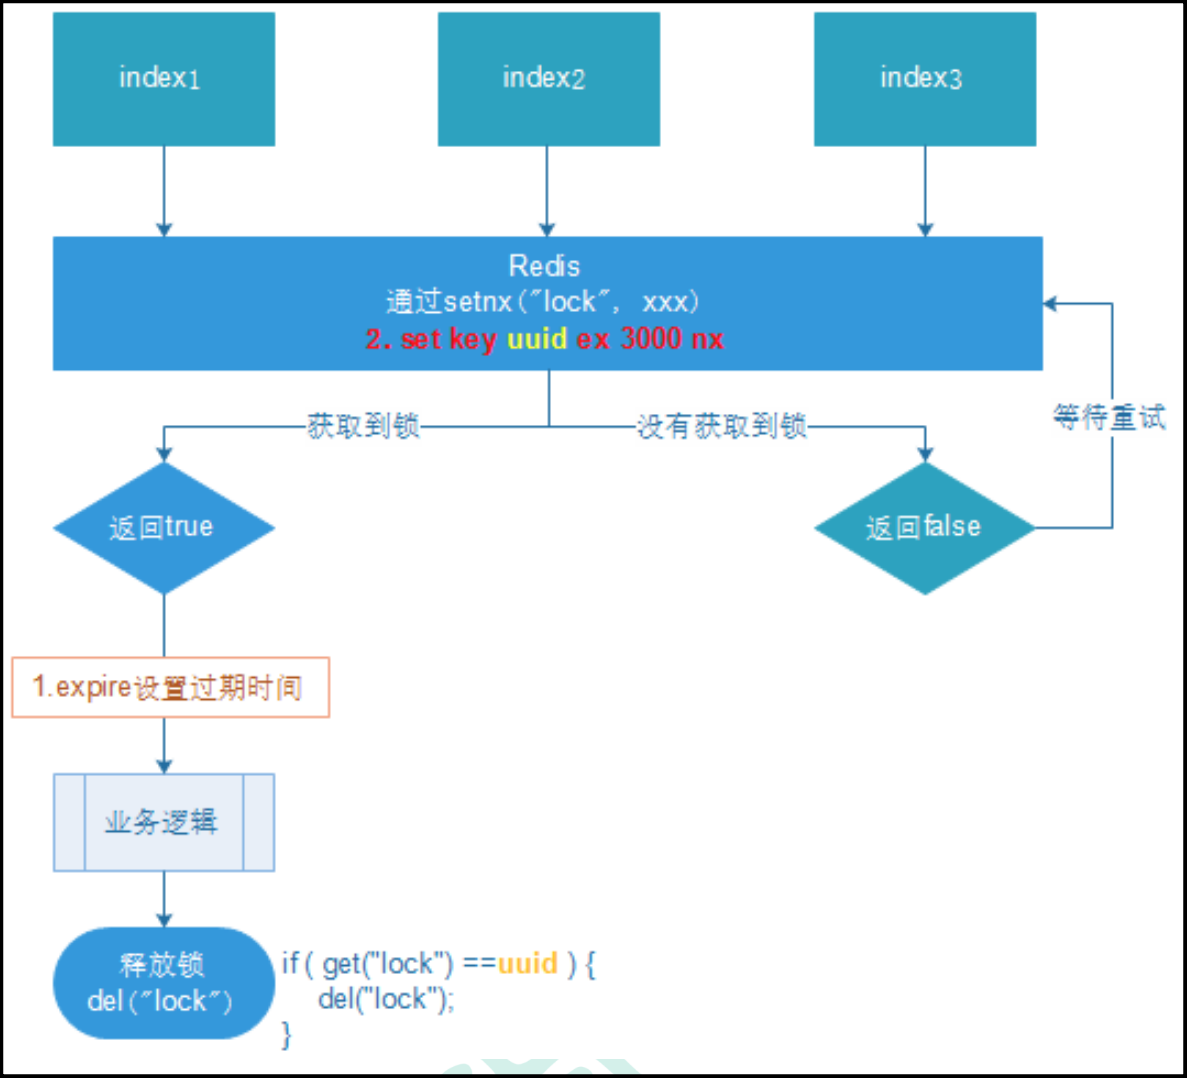 index1
index2
index3
Redis
通过setnx("lock", xxx)
2. set key uuid ex 3000 nx
获取到锁
没有获取到锁
等待重试
返回true
返回false
1.expire设置过期时间
业务逻辑
释放锁
del("lock")
if ( get("lock") ==uuid ) {
del("lock");
}